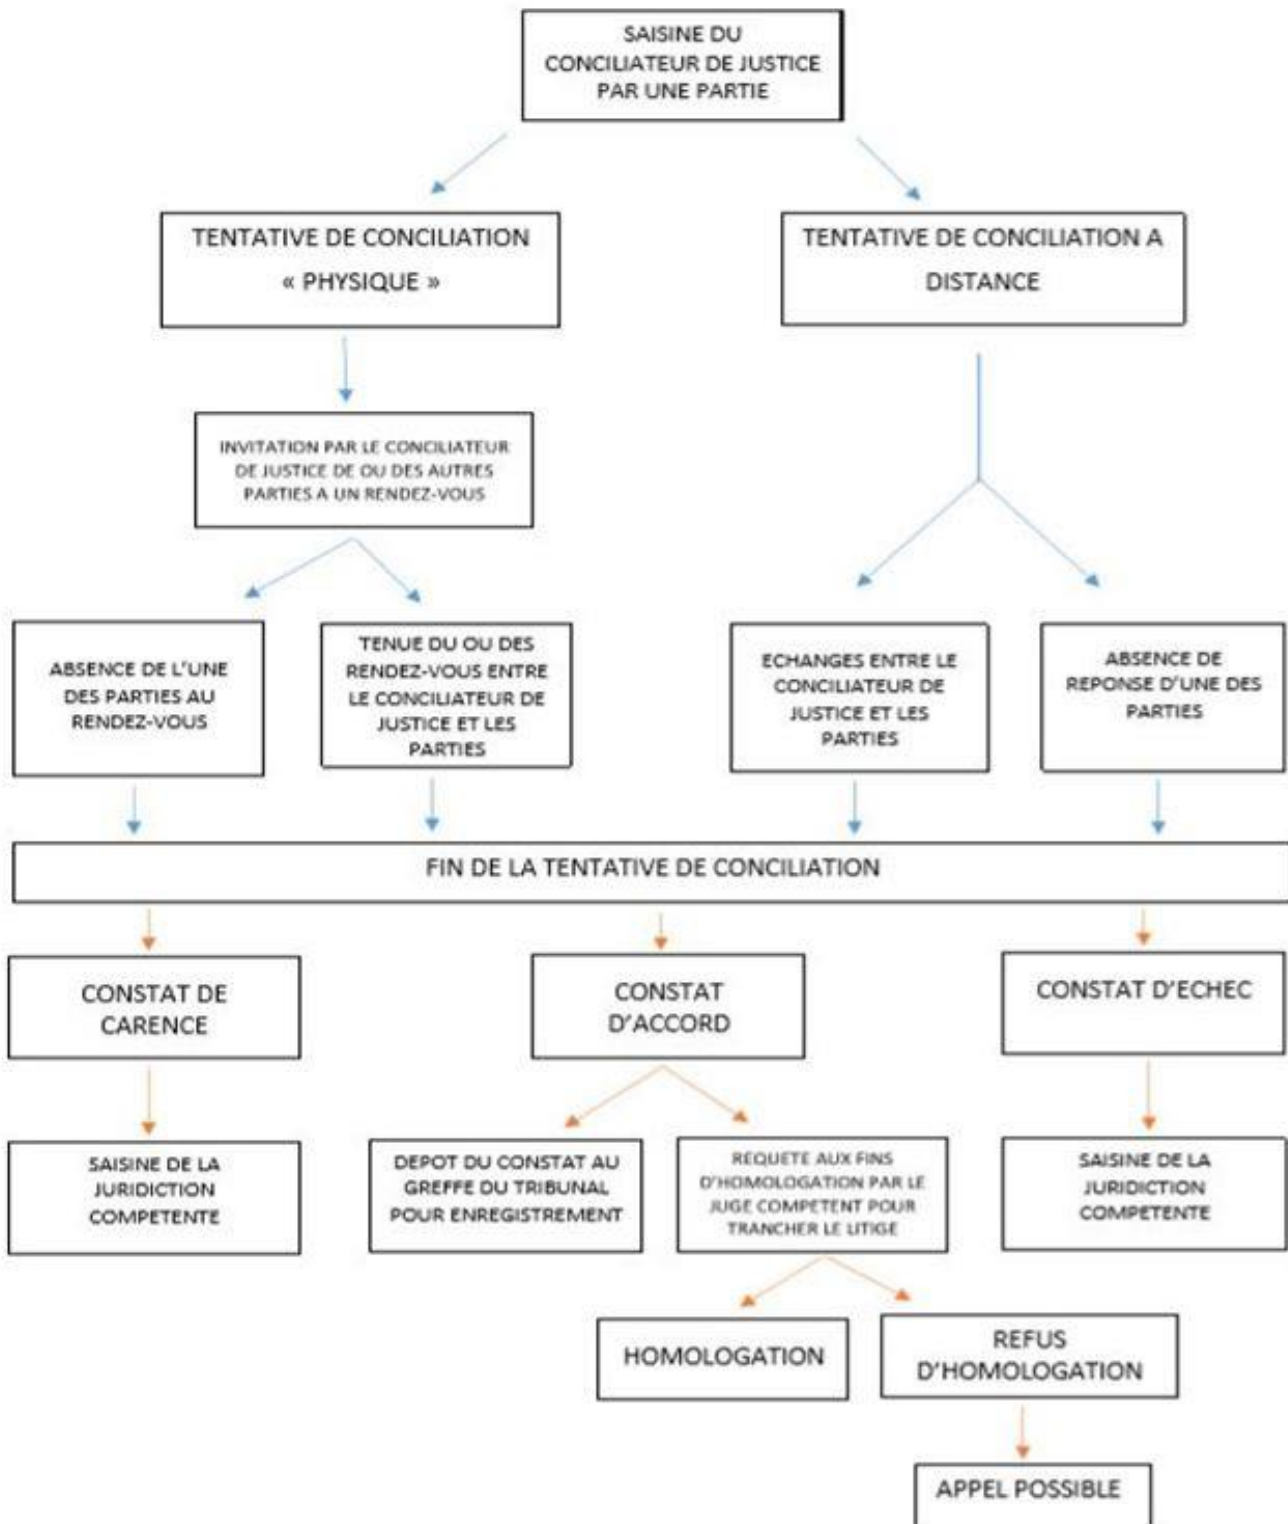 SAISINE DU
CONCILIATEUR DE JUSTICE
PAR UNE PARTIE
TENTATIVE DE CONCILIATION
« PHYSIQUE »
TENTATIVE DE CONCILIATION A
DISTANCE
INVITATION PAR LE CONCILIATEUR
DE JUSTICE DE OU DES AUTRES
PARTIES A UN RENDEZ-VOUS
ABSENCE DE L'UNE
DES PARTIES AU
RENDEZ-VOUS
TENUE DU OU DES
RENDEZ-VOUS ENTRE
LE CONCILIATEUR DE
JUSTICE ET LES
PARTIES
ECHANGES ENTRE LE
CONCILIATEUR DE
JUSTICE ET LES
PARTIES
ABSENCE DE
REPONSE D'UNE DES
PARTIES
FIN DE LA TENTATIVE DE CONCILIATION
CONSTAT DE
CARENCE
CONSTAT
D'ACCORD
CONSTAT D'ECHEC
SAISINE DE LA
JURIDICTION
COMPETENTE
DEPOT DU CONSTAT AU
GREFFE DU TRIBUNAL
POUR ENREGISTREMENT
REQUETE AUX FINS
D'HOMOLOGATION PAR LE
JUGE COMPETENT POUR
TRANCHER LE LITIGE
SAISINE DE LA
JURIDICTION
COMPETENTE
HOMOLOGATION
REFUS
D'HOMOLOGATION
APPEL POSSIBLE